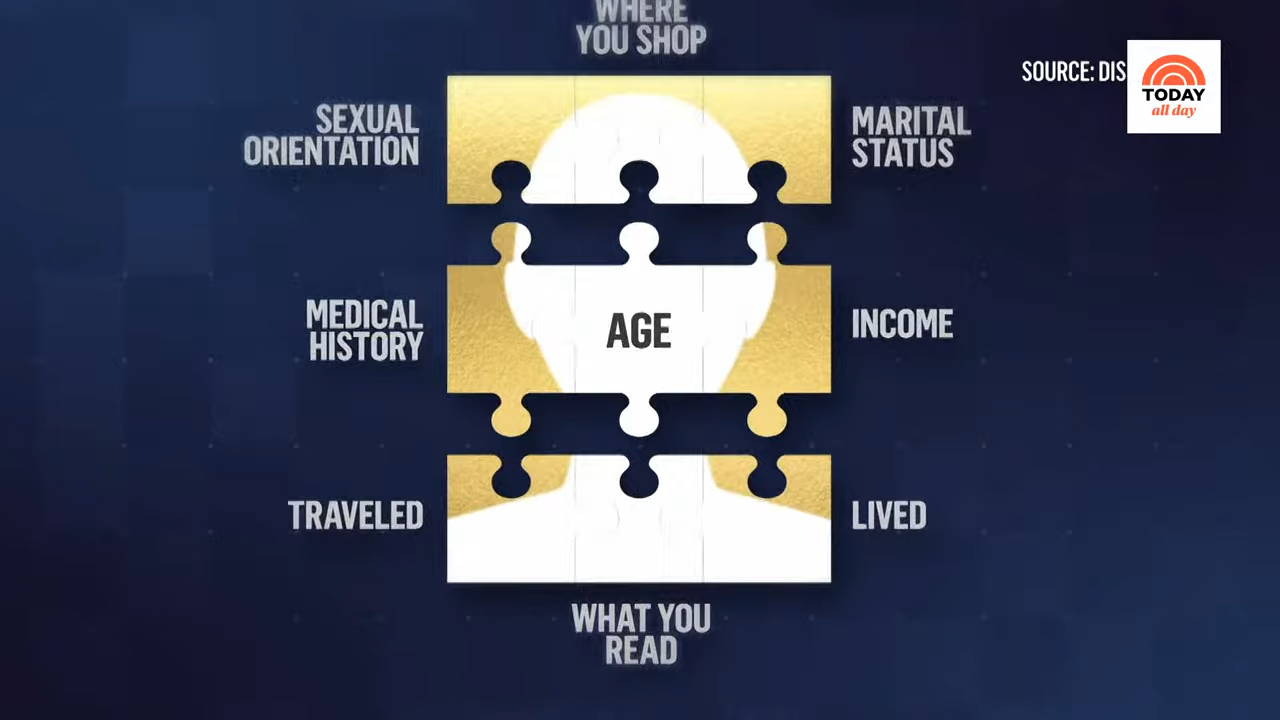 WHERE
YOU SHOP
SOURCE: DIS
TODAY
all day
SEXUAL
ORIENTATION
MARITAL
STATUS
MEDICAL
HISTORY
AGE
INCOME
TRAVELED
LIVED
WHAT YOU
READ